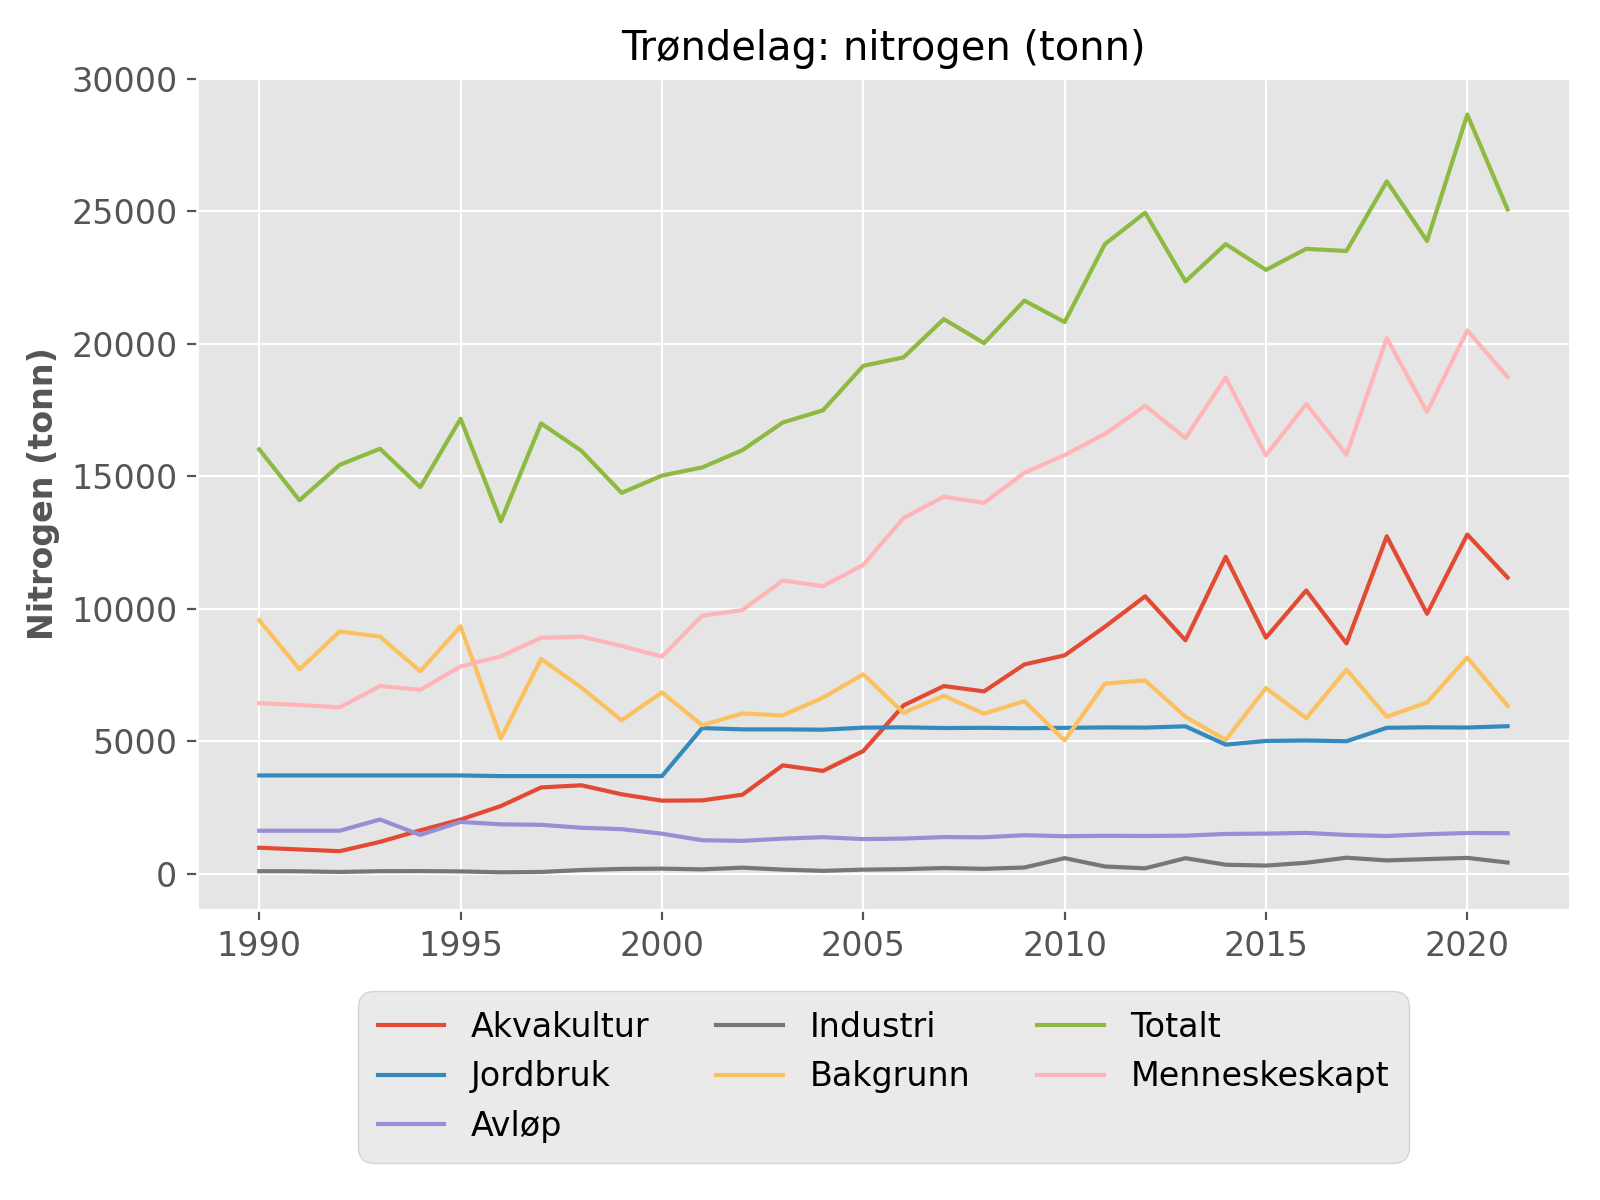 Trøndelag: nitrogen (tonn)
30000
25000
20000
15000
10000
5000
0
Nitrogen (tonn)
1990 1995 2000 2005 2010 2015 2020
Akvakultur Industri Totalt
Jordbruk Bakgrunn Menneskeskapt
Avløp